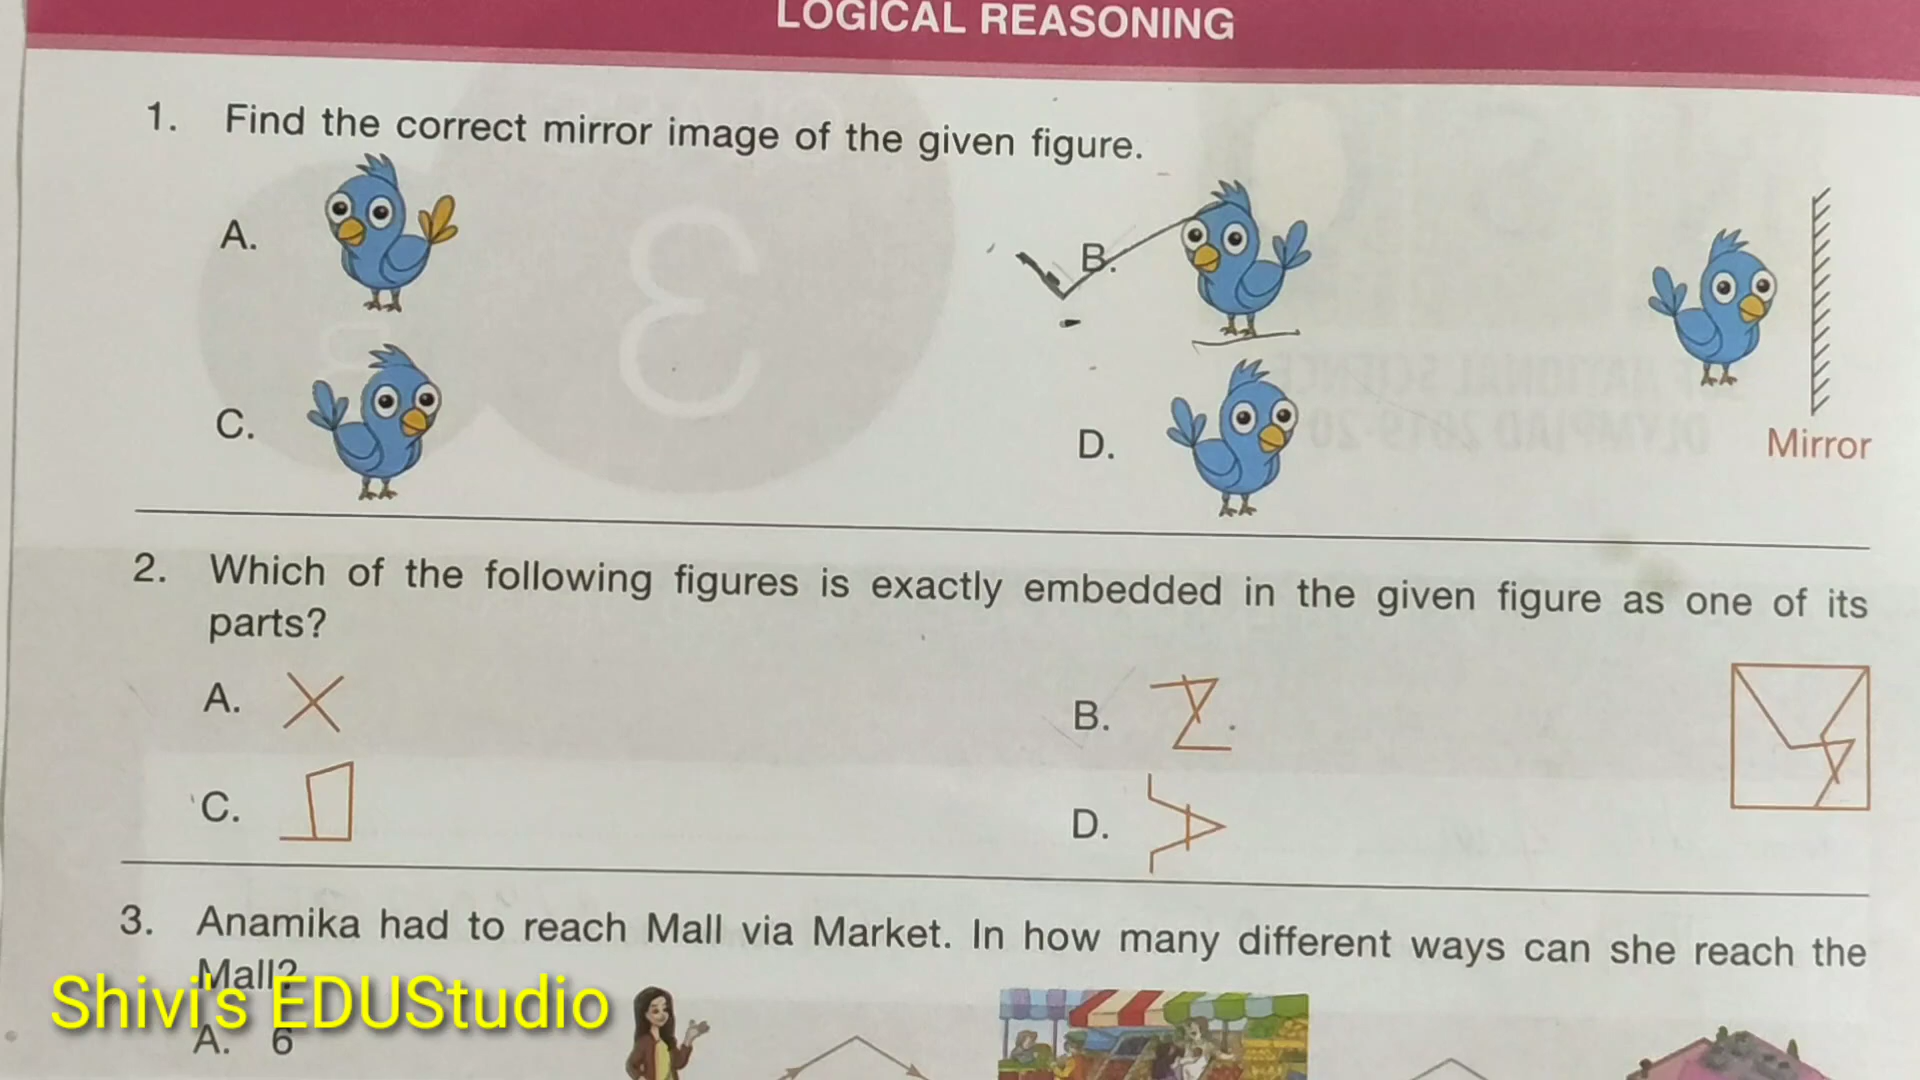 LOGICAL REASONING
1. Find the correct mirror image of the given figure.
A.
B.
C.
D.
Mirror
2. Which of the following figures is exactly embedded in the given figure as one of its
parts?
A.
B.
C.
D.
3. Anamika had to reach Mall via Market. In how many different ways can she reach the
Mall?
Shivi's EDUStudio
A. 6